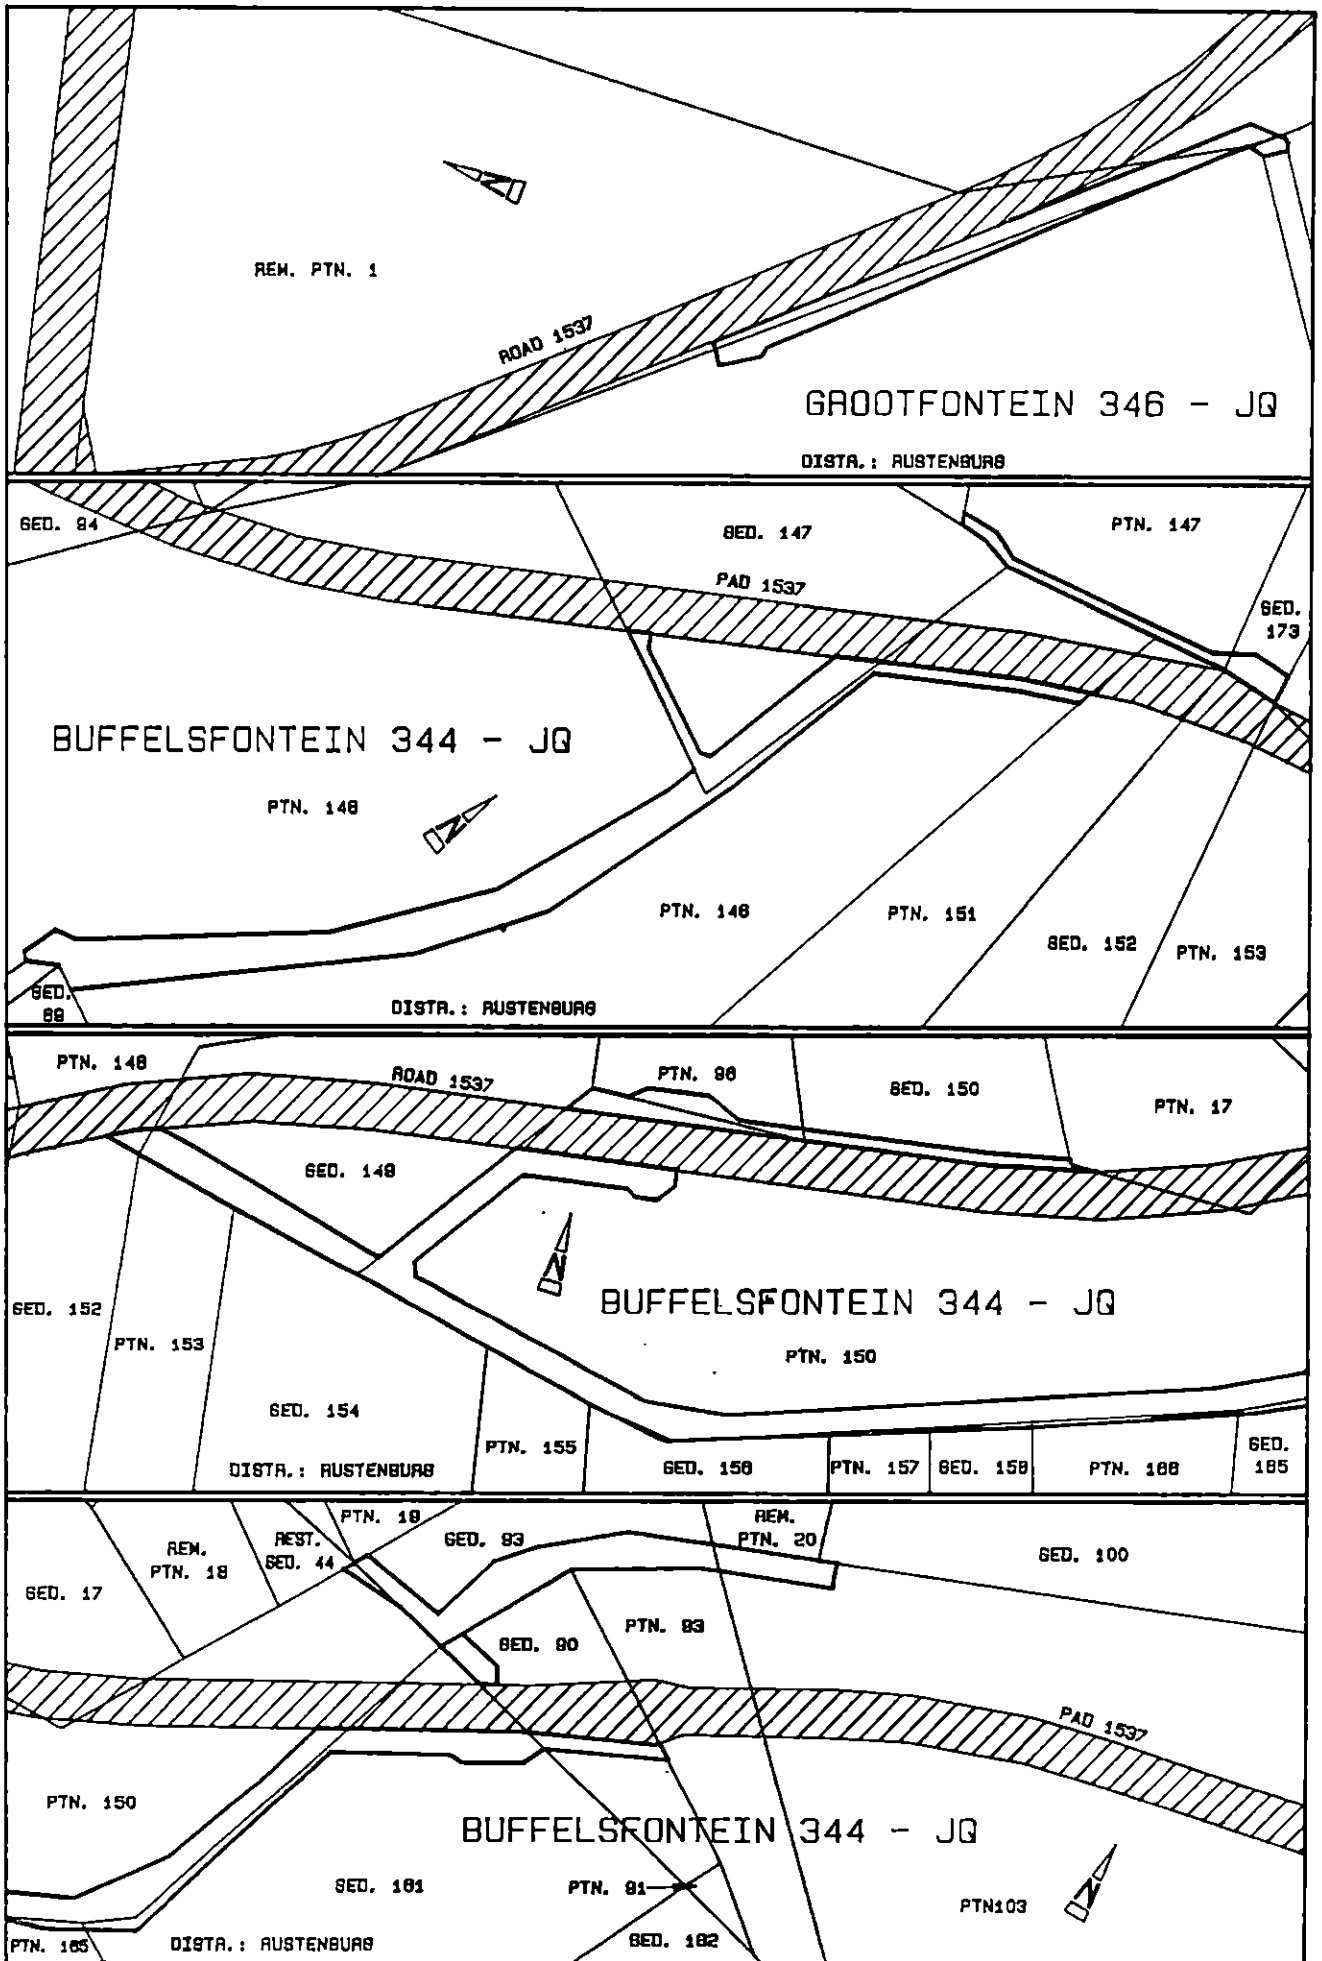 REM. PTN. 1
N
ROAD 1537
GROOTFONTEIN 346 - JQ
DISTR.: RUSTENBURG
GED. 94
GED. 147
PTN. 147
PAD 1537
GED.
173
BUFFELSFONTEIN 344 - JQ
PTN. 148
N
PTN. 146
PTN. 151
GED. 152
PTN. 153
GED.
69
DISTR.: RUSTENBURG
PTN. 148
ROAD 1537
PTN. 96
GED. 150
PTN. 17
GED. 149
N
BUFFELSFONTEIN 344 - JQ
GED. 152
PTN. 153
PTN. 150
GED. 154
PTN. 155
GED. 156
PTN. 157
GED. 158
PTN. 166
GED.
165
DISTR.: RUSTENBURG
PTN. 19
REM.
PTN. 18
REST.
GED. 44
GED. 93
REM.
PTN. 20
GED. 100
GED. 17
GED. 90
PTN. 93
PAD 1537
PTN. 150
BUFFELSFONTEIN 344 - JQ
GED. 161
PTN. 91
PTN103
N
PTN. 165
DISTR.: RUSTENBURG
GED. 162